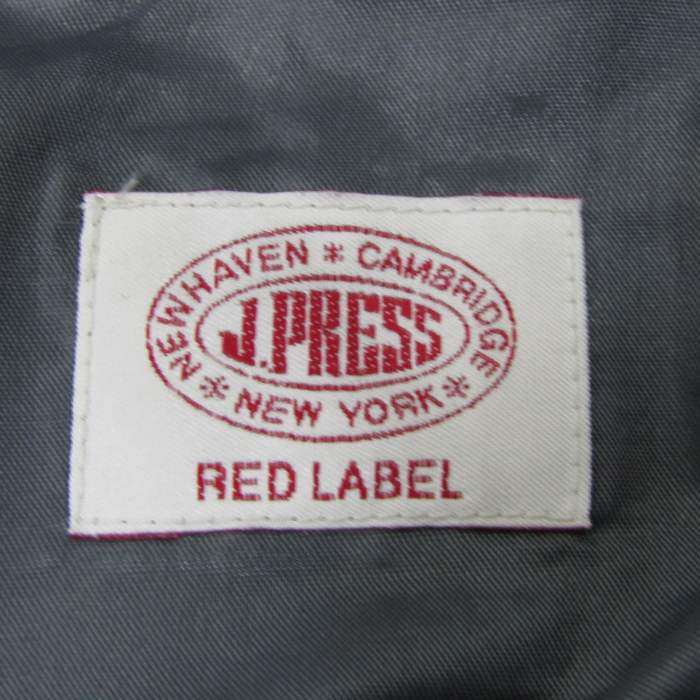 NEW HAVEN * CAMBRIDGE
J.PRESS
* NEW YORK *
RED LABEL